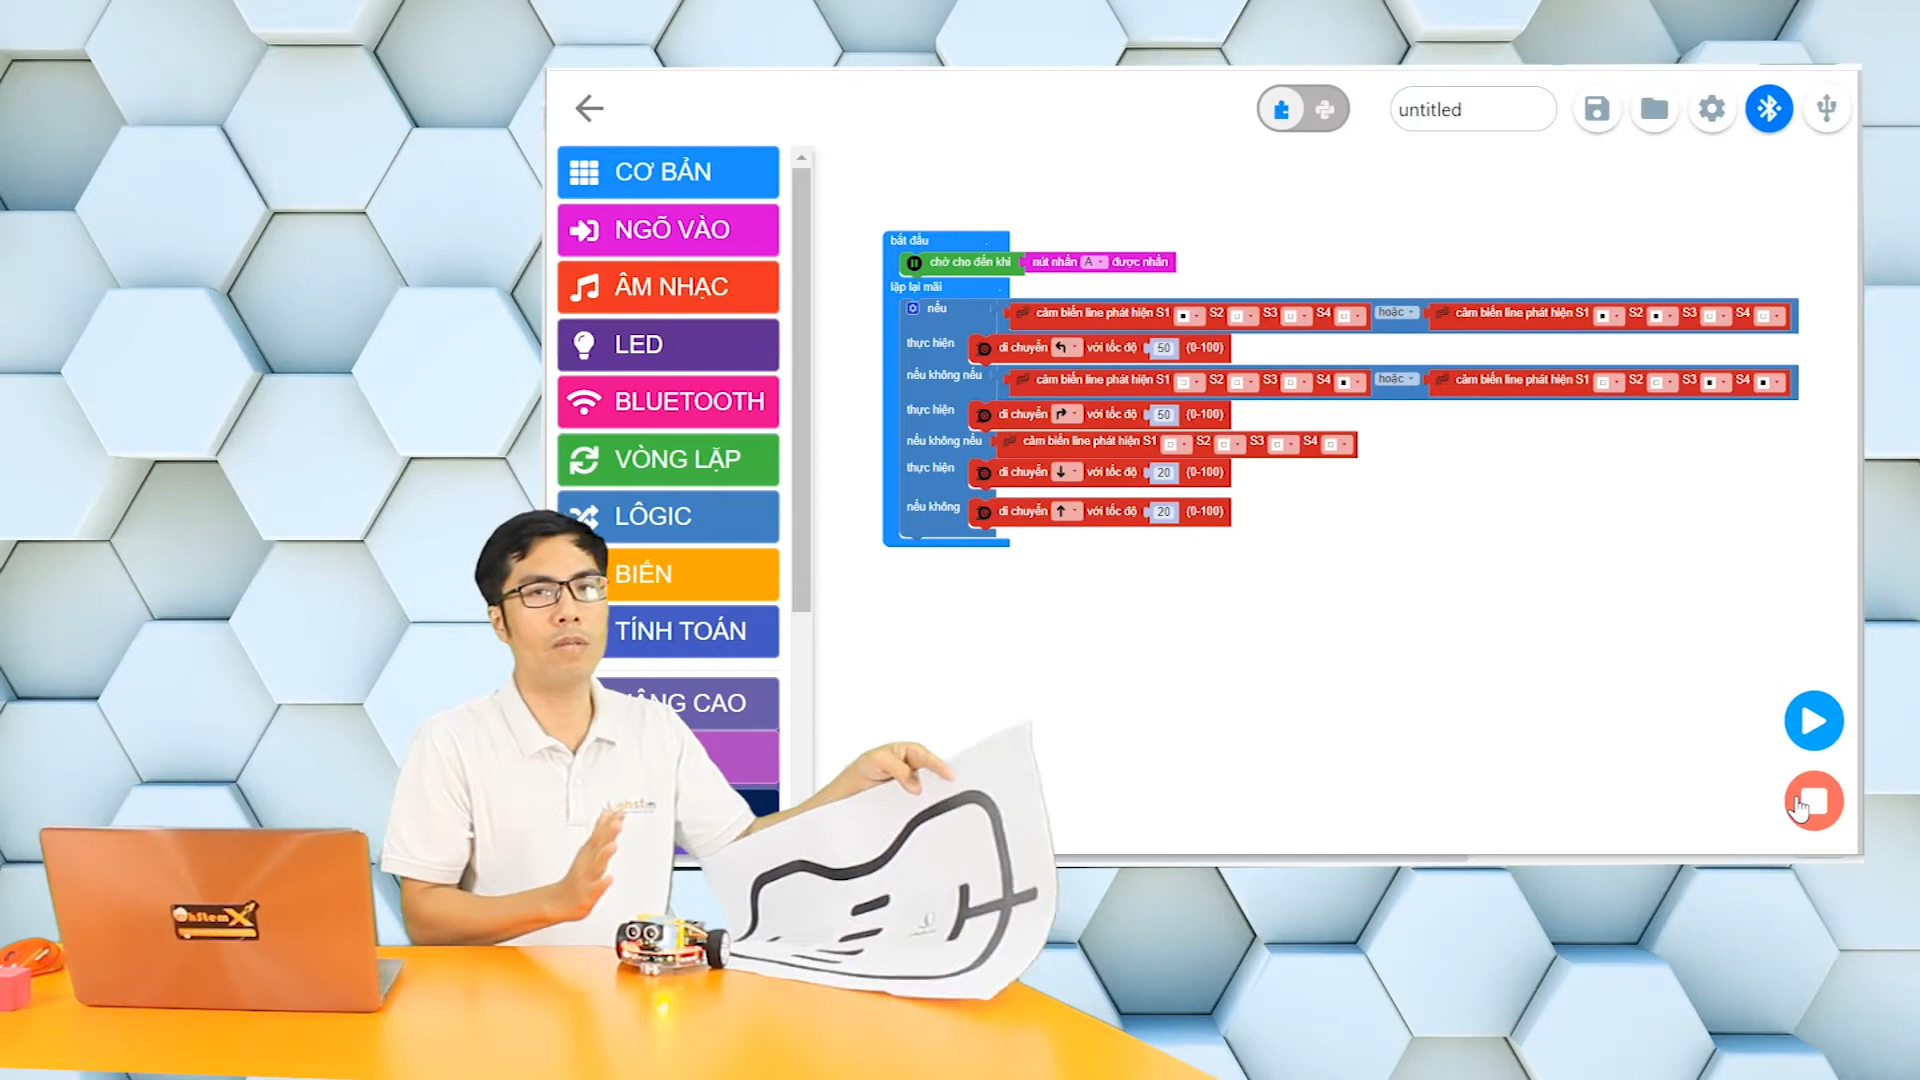 untitled
CƠ BẢN
NGÕ VÀO
ÂM NHẠC
LED
BLUETOOTH
VÒNG LẶP
LÔGIC
BIẾN
TÍNH TOÁN
bắt đầu
chờ cho đến khi nút nhấn A được nhấn
lặp lại mãi
nếu cảm biến line phát hiện S1 S2 S3 S4 hoặc cảm biến line phát hiện S1 S2 S3 S4
thực hiện di chuyển với tốc độ 50 (0-100)
nếu không nếu cảm biến line phát hiện S1 S2 S3 S4 hoặc cảm biến line phát hiện S1 S2 S3 S4
thực hiện di chuyển với tốc độ 50 (0-100)
nếu không nếu cảm biến line phát hiện S1 S2 S3 S4
thực hiện di chuyển với tốc độ 20 (0-100)
nếu không di chuyển với tốc độ 20 (0-100)
CAO